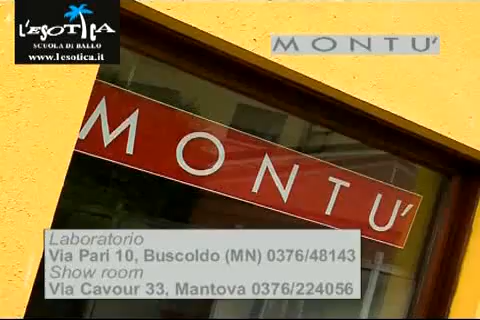 L'ESOTICA
SCUOLA DI BALLO
www.lesotica.it
MONTU'
MONTU'
Laboratorio
Via Pari 10, Buscoldo (MN) 0376/48143
Show room
Via Cavour 33, Mantova 0376/224056